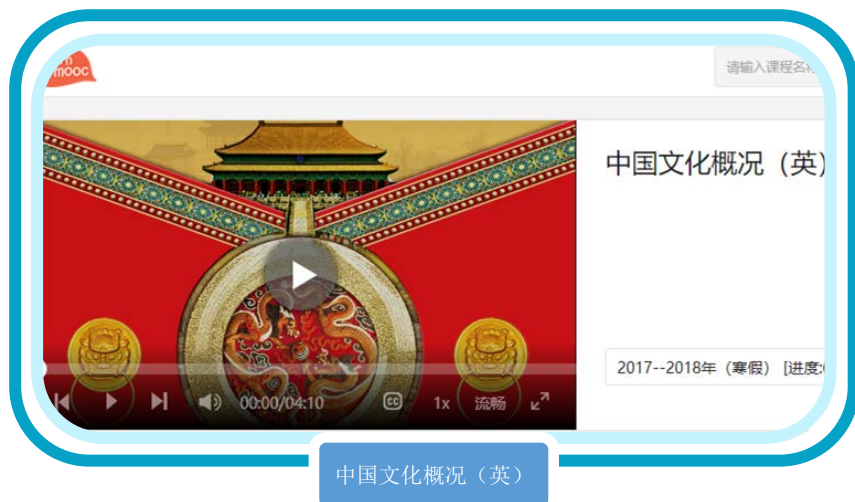 mooc
请输入课程名
中国文化概况（英）
2017--2018年（寒假） [进度:
00:00/04:10
CC
1x
流畅
中国文化概况（英）